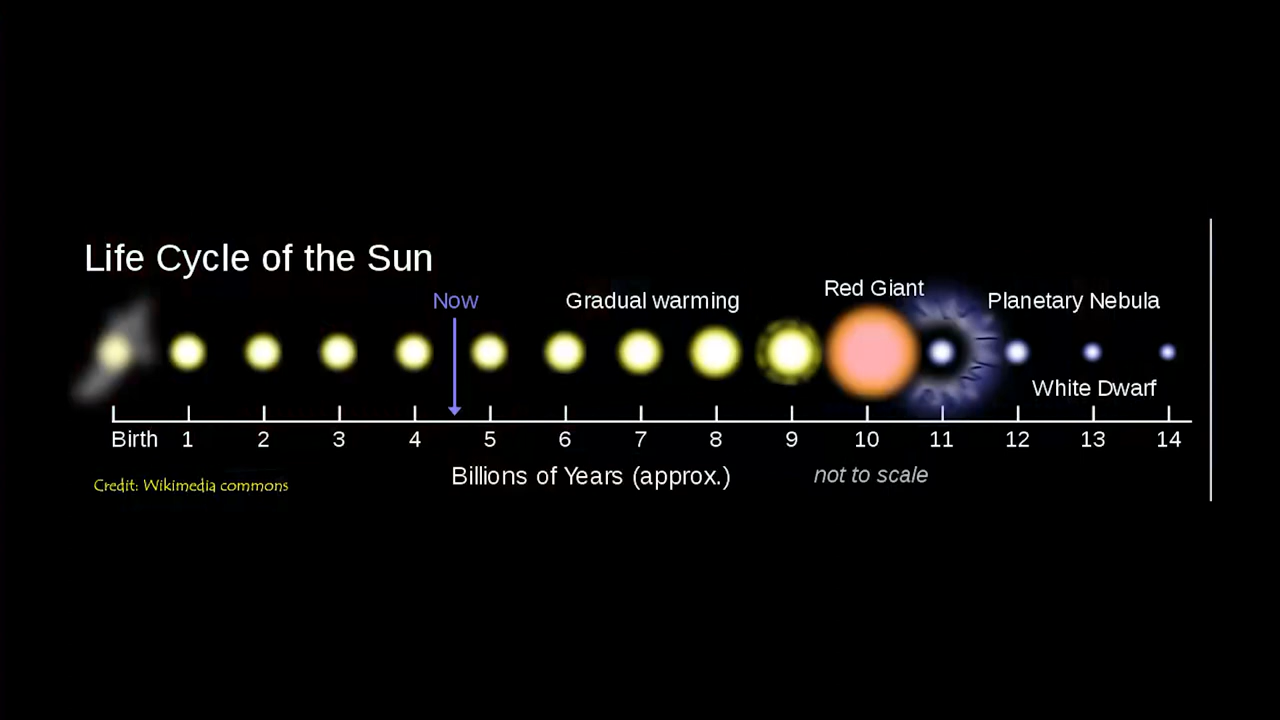 Life Cycle of the Sun
Now
Gradual warming
Red Giant
Planetary Nebula
White Dwarf
Birth 1 2 3 4 5 6 7 8 9 10 11 12 13 14
Billions of Years (approx.)
not to scale
Credit: Wikimedia commons